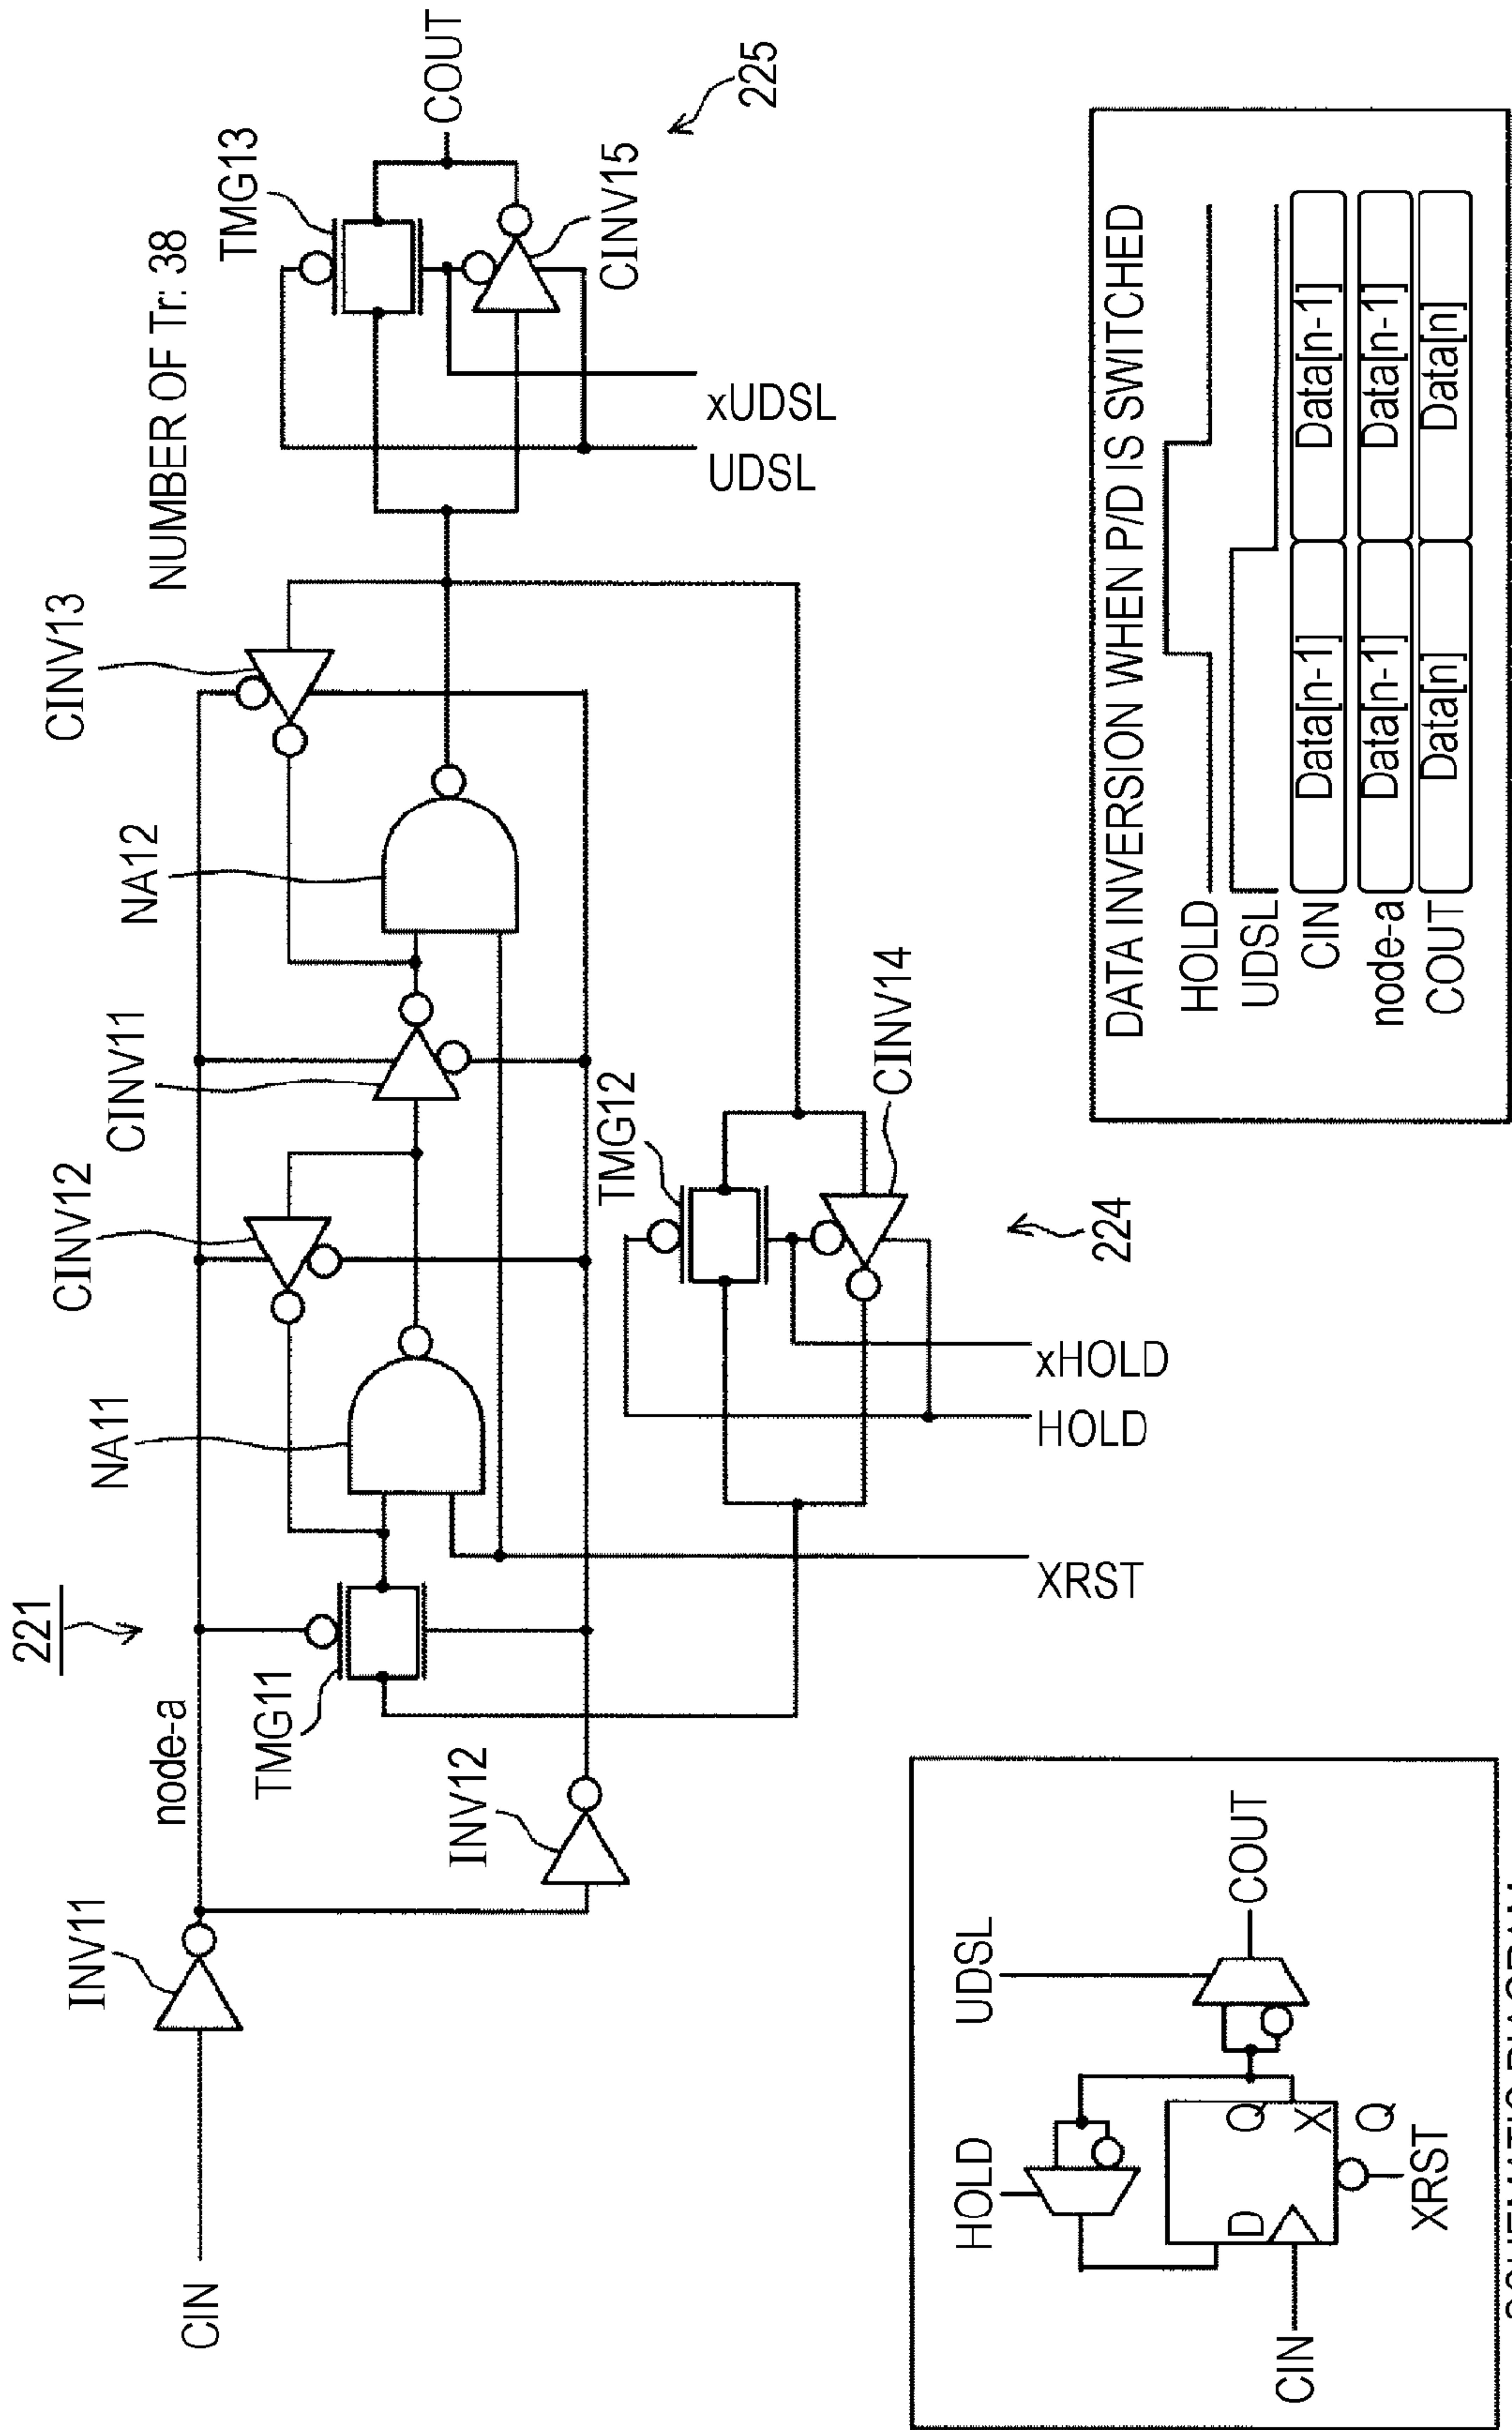 NUMBER OF Tr: 38
221
CIN
INV11
node-a
INV12
TMG11
NA11
CINV12
CINV11
NA12
CINV13
TMG13
CINV15
COUT
225
UDSL
xUDSL
XRST
HOLD
xHOLD
TMG12
CINV14
224
HOLD
UDSL
D
Q
X
Q
CIN
XRST
COUT
SCHEMATIC DIAGRAM
DATA INVERSION WHEN P/D IS SWITCHED
HOLD
UDSL
CIN Data[n-1] Data[n-1]
node-a Data[n-1] Data[n-1]
COUT Data[n] Data[n]